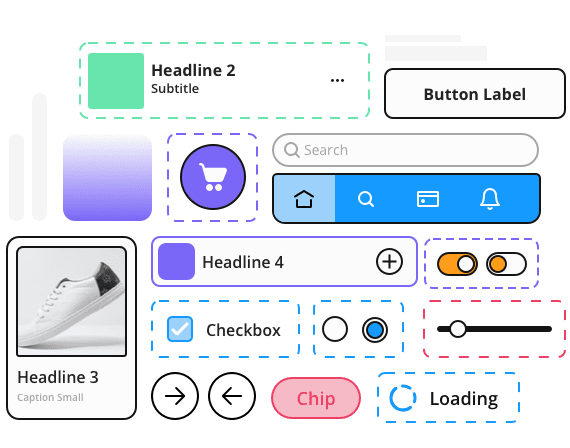 Headline 2
Subtitle
Button Label
Search
Headline 4
Checkbox
Headline 3
Caption Small
Chip
Loading